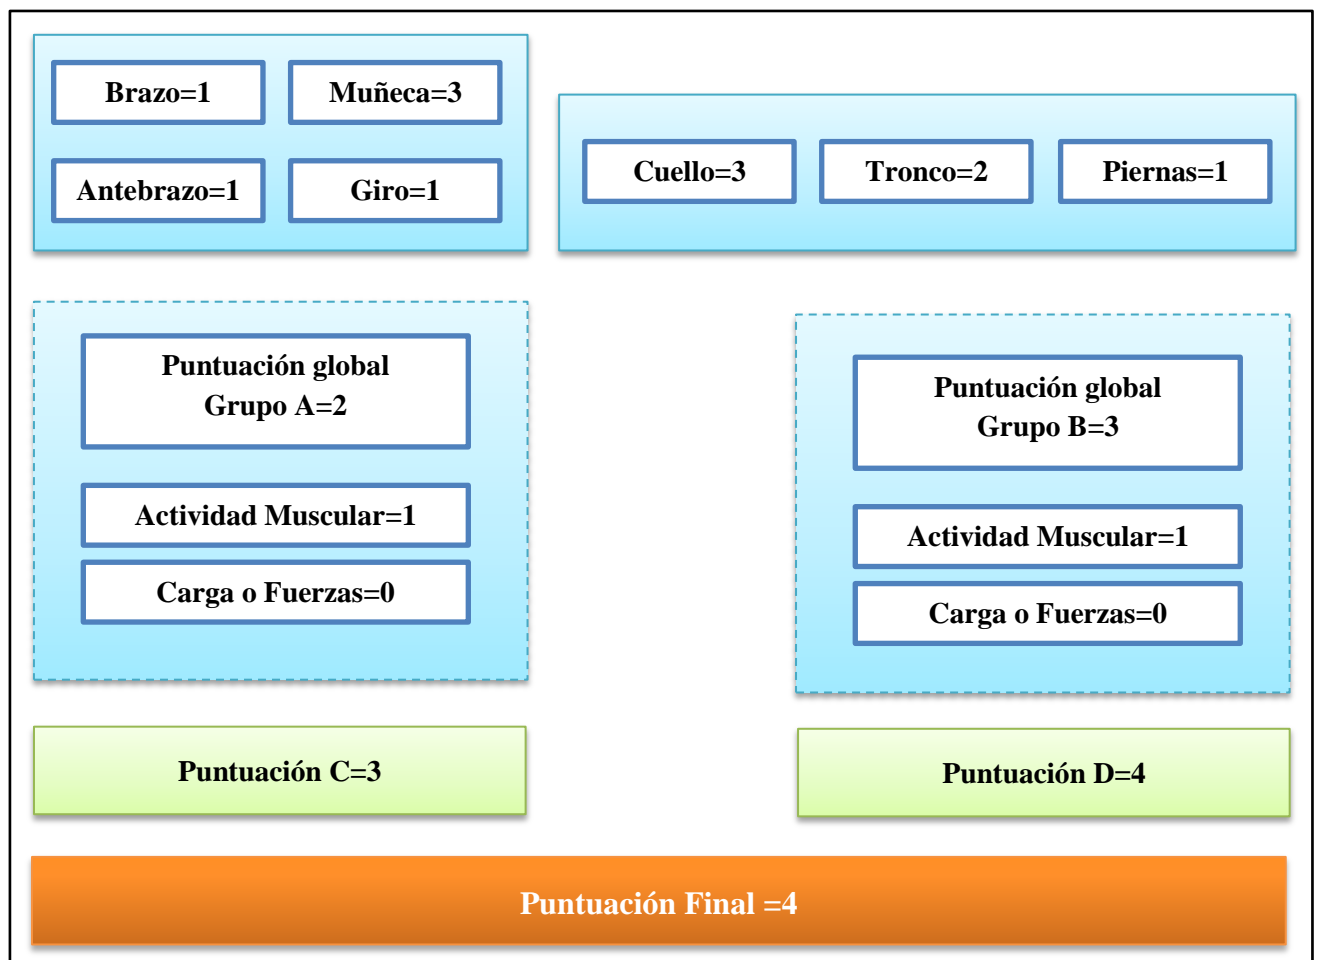 Brazo=1
Muñeca=3
Antebrazo=1
Giro=1
Cuello=3
Tronco=2
Piernas=1
Puntuación global
Grupo A=2
Actividad Muscular=1
Carga o Fuerzas=0
Puntuación global
Grupo B=3
Actividad Muscular=1
Carga o Fuerzas=0
Puntuación C=3
Puntuación D=4
Puntuación Final =4